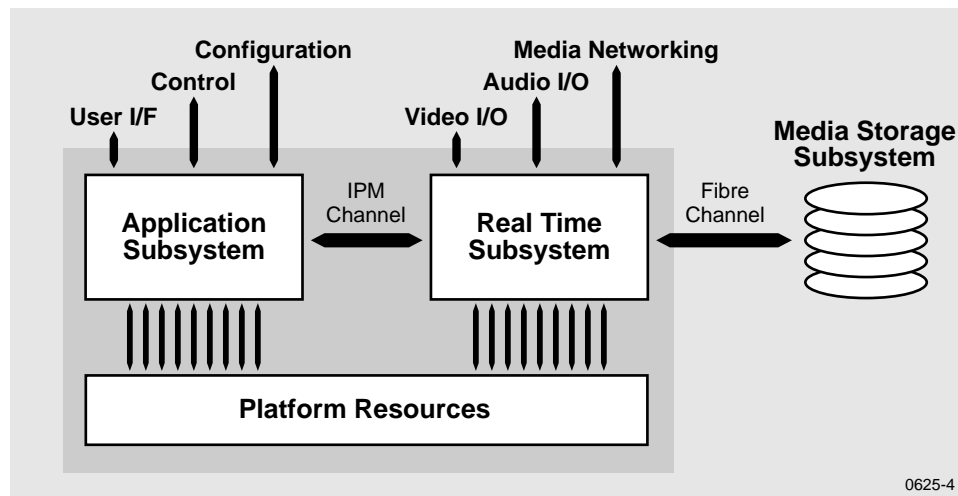 Configuration
Control
User I/F
Media Networking
Audio I/O
Video I/O
Media Storage
Subsystem
IPM
Channel
Fibre
Channel
Application
Subsystem
Real Time
Subsystem
Platform Resources
0625-4